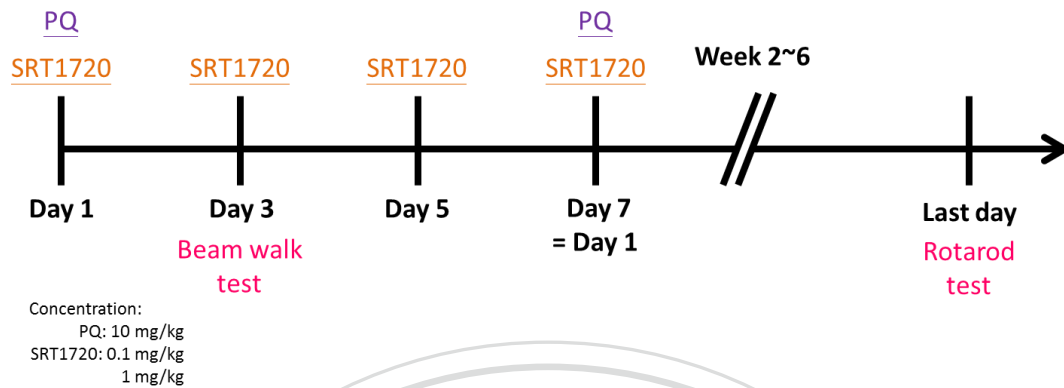 PQ
PQ
SRT1720
SRT1720
SRT1720
SRT1720
Week 2~6
Day 1
Day 3
Day 5
Day 7
= Day 1
Last day
Beam walk
test
Rotarod
test
Concentration:
PQ: 10 mg/kg
SRT1720: 0.1 mg/kg
1 mg/kg